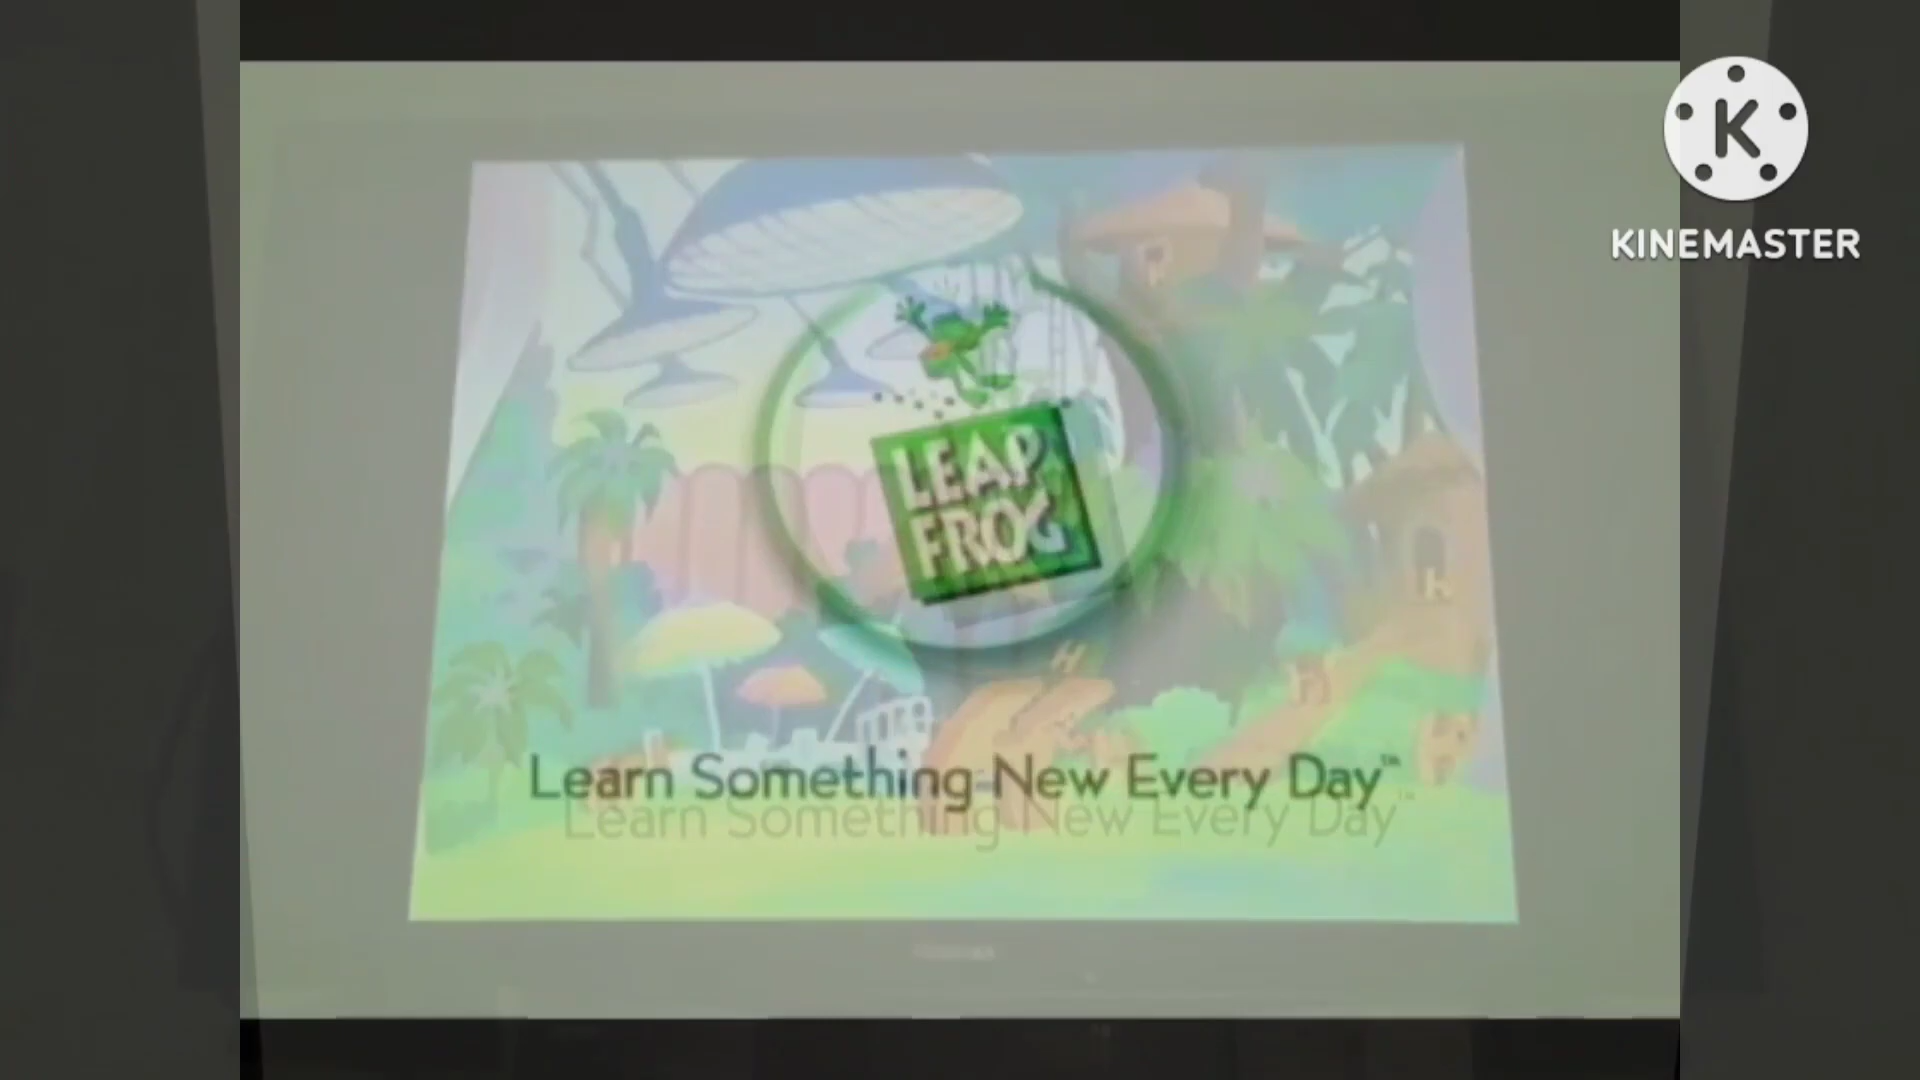 K
KINEMASTER
LEAP
FROG
Learn Something New Every Day™
Learn Something New Every Day™
H